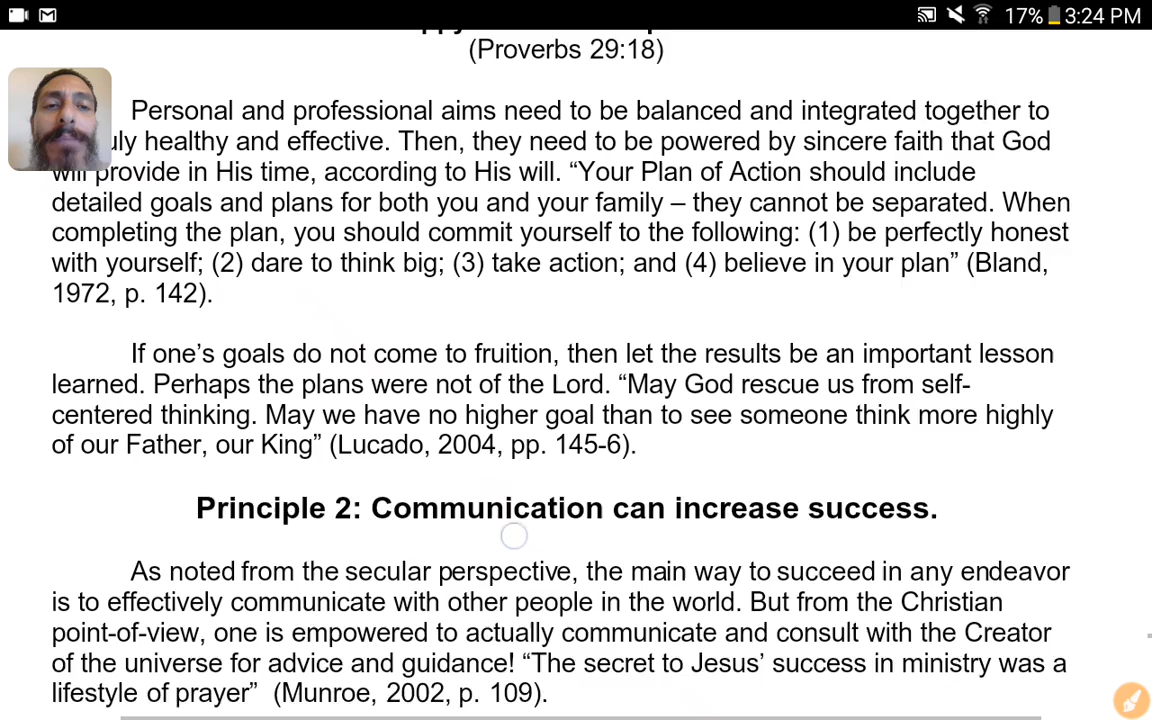 17% 3:24 PM
(Proverbs 29:18)
Personal and professional aims need to be balanced and integrated together to
uly healthy and effective. Then, they need to be powered by sincere faith that God
will provide in His time, according to His will. “Your Plan of Action should include
detailed goals and plans for both you and your family – they cannot be separated. When
completing the plan, you should commit yourself to the following: (1) be perfectly honest
with yourself; (2) dare to think big; (3) take action; and (4) believe in your plan” (Bland,
1972, p. 142).
If one’s goals do not come to fruition, then let the results be an important lesson
learned. Perhaps the plans were not of the Lord. “May God rescue us from self-
centered thinking. May we have no higher goal than to see someone think more highly
of our Father, our King” (Lucado, 2004, pp. 145-6).
Principle 2: Communication can increase success.
As noted from the secular perspective, the main way to succeed in any endeavor
is to effectively communicate with other people in the world. But from the Christian
point-of-view, one is empowered to actually communicate and consult with the Creator
of the universe for advice and guidance! “The secret to Jesus’ success in ministry was a
lifestyle of prayer” (Munroe, 2002, p. 109).